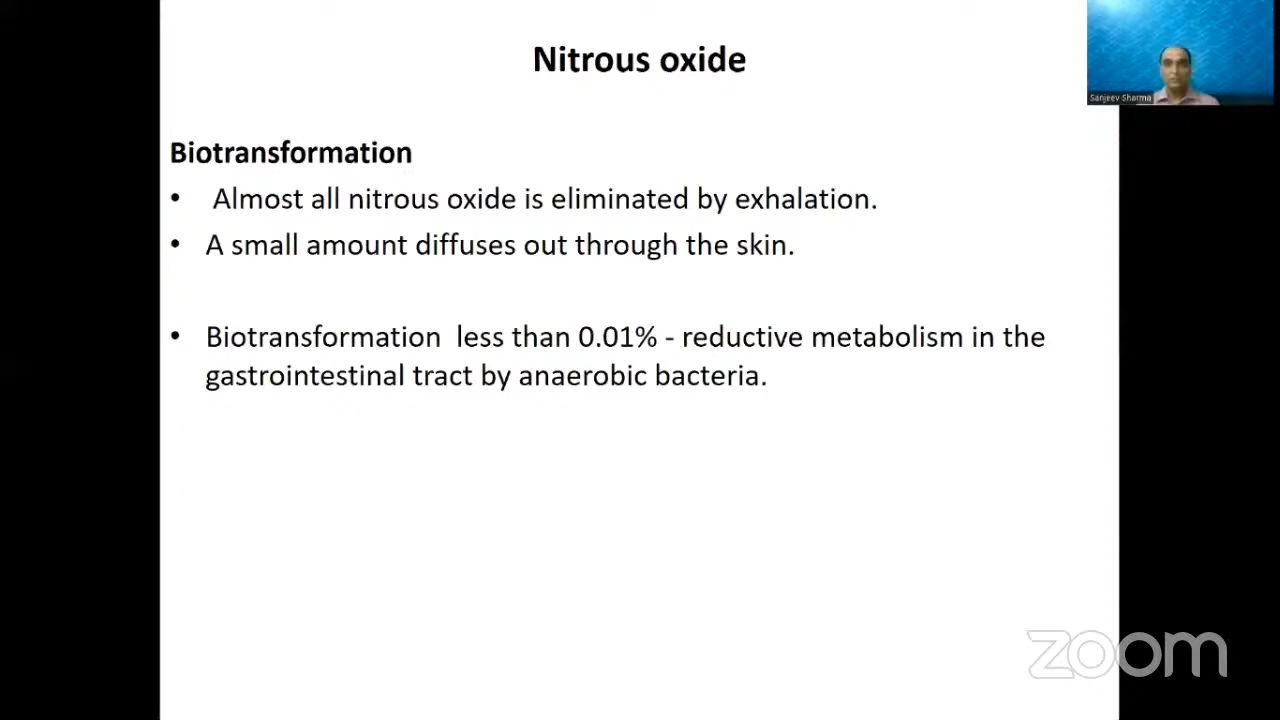 Nitrous oxide
Sanjeev Sharma
Biotransformation
• Almost all nitrous oxide is eliminated by exhalation.
• A small amount diffuses out through the skin.
• Biotransformation less than 0.01% - reductive metabolism in the
gastrointestinal tract by anaerobic bacteria.
zoom